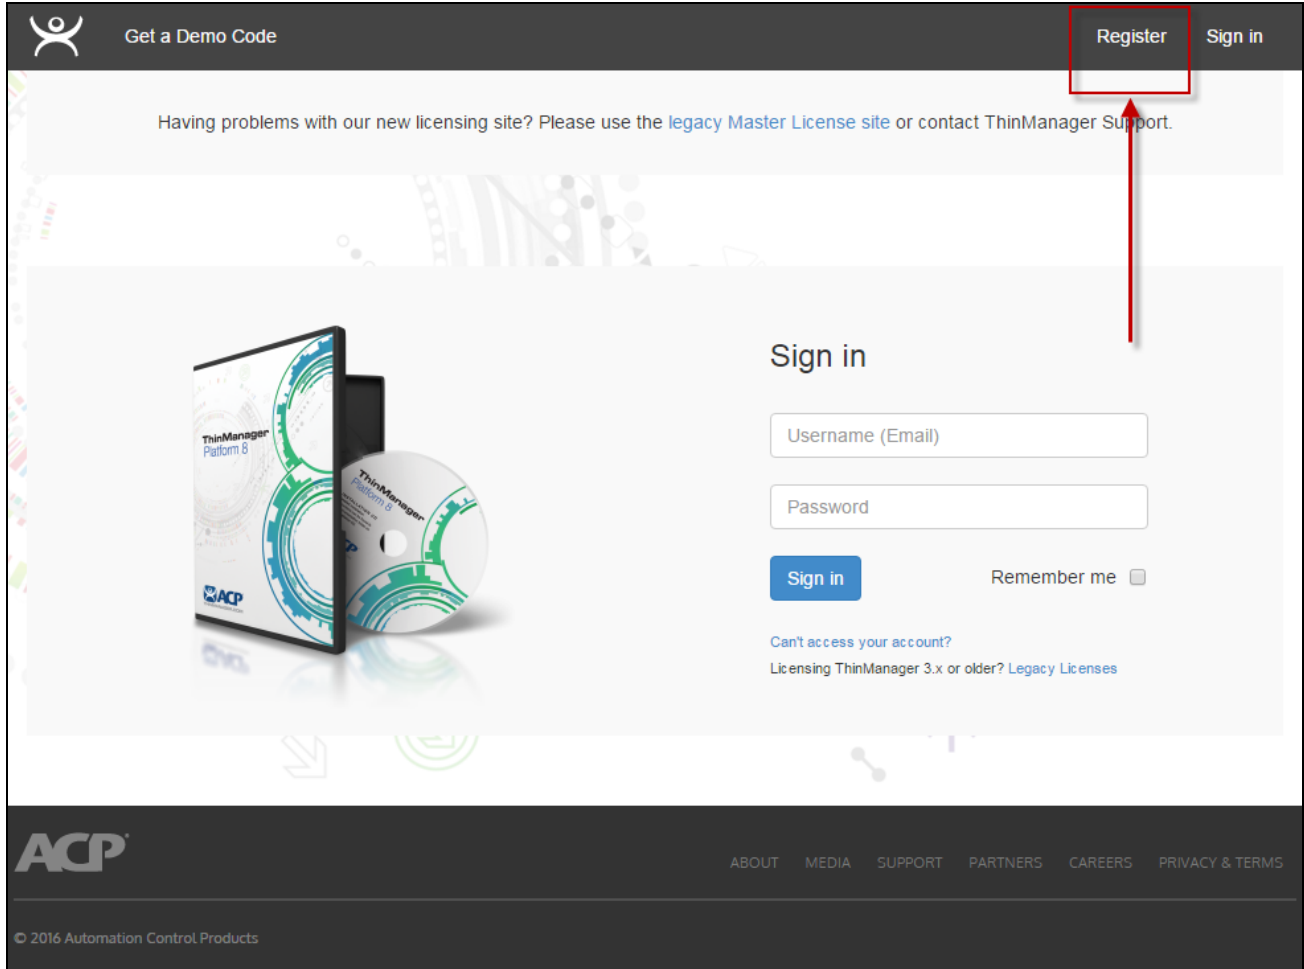 Get a Demo Code
Register
Sign in
Having problems with our new licensing site? Please use the legacy Master License site or contact ThinManager Support.
ThinManager
Platform 8
ThinManager
Platform 8
ACP
Sign in
Username (Email)
Password
Sign in
Remember me
Can't access your account?
Licensing ThinManager 3.x or older? Legacy Licenses
ACP
ABOUT MEDIA SUPPORT PARTNERS CAREERS PRIVACY & TERMS
© 2016 Automation Control Products